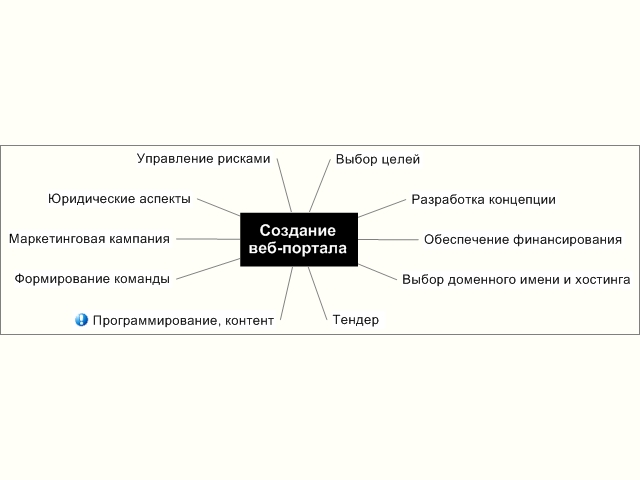 Управление рисками
Выбор целей
Юридические аспекты
Разработка концепции
Создание
веб-портала
Маркетинговая кампания
Обеспечение финансирования
Формирование команды
Выбор доменного имени и хостинга
Программирование, контент
Тендер